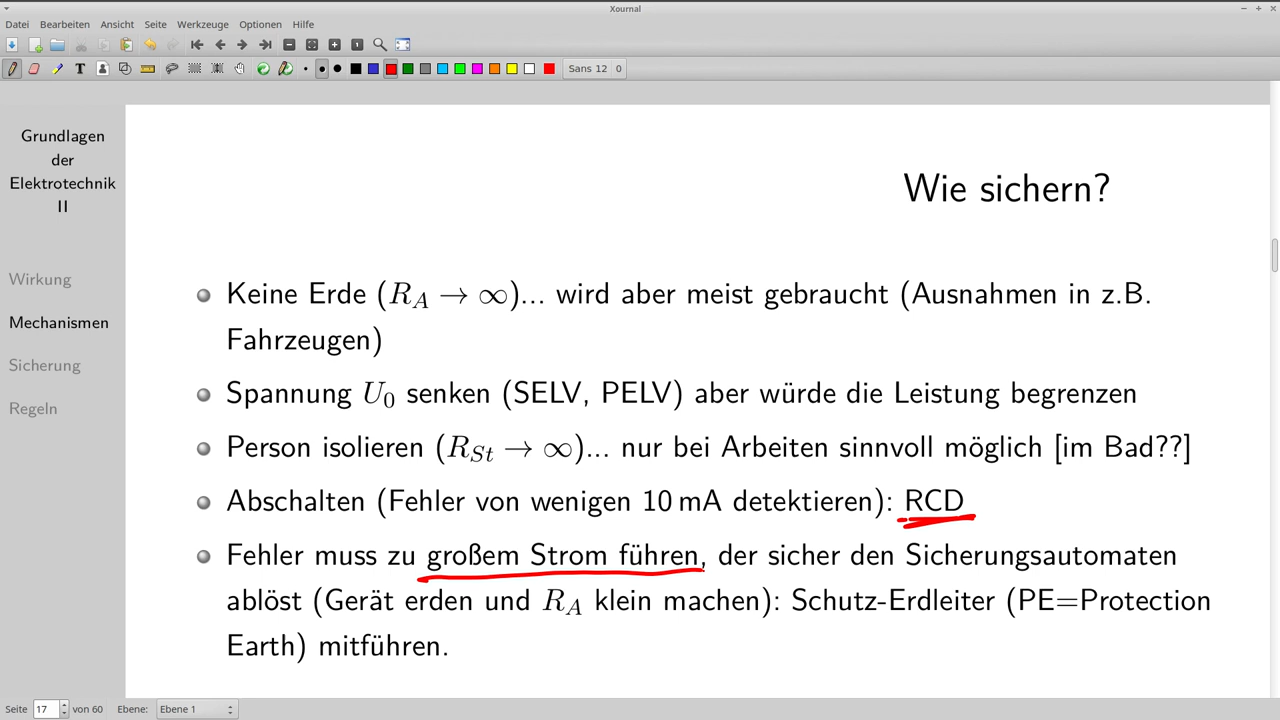 Xournal
Datei Bearbeiten Ansicht Seite Werkzeuge Optionen Hilfe
Sans 12 0
Grundlagen
der
Elektrotechnik
II
Wirkung
Mechanismen
Sicherung
Regeln
Wie sichern?
Keine Erde (R_A → ∞)... wird aber meist gebraucht (Ausnahmen in z.B.
Fahrzeugen)
Spannung U_0 senken (SELV, PELV) aber würde die Leistung begrenzen
Person isolieren (R_St → ∞)... nur bei Arbeiten sinnvoll möglich [im Bad??]
Abschalten (Fehler von wenigen 10 mA detektieren): RCD
Fehler muss zu großem Strom führen, der sicher den Sicherungsautomaten
ablöst (Gerät erden und R_A klein machen): Schutz-Erdleiter (PE=Protection
Earth) mitführen.
Seite 17 von 60 Ebene: Ebene 1